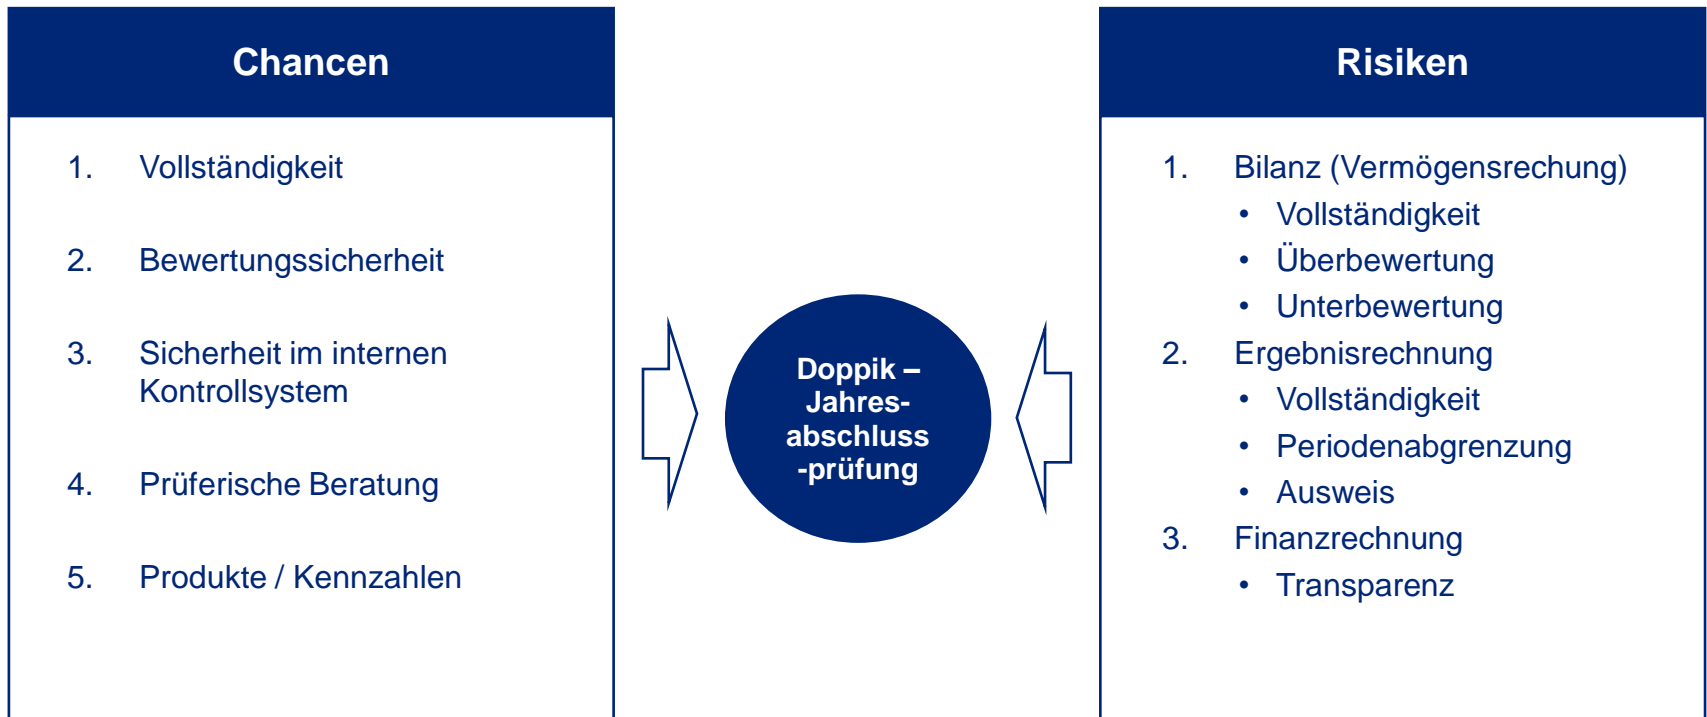 Chancen
1. Vollständigkeit
2. Bewertungssicherheit
3. Sicherheit im internen
Kontrollsystem
4. Prüferische Beratung
5. Produkte / Kennzahlen
Doppik –
Jahres-
abschluss
-prüfung
Risiken
1. Bilanz (Vermögensrechung)
• Vollständigkeit
• Überbewertung
• Unterbewertung
2. Ergebnisrechnung
• Vollständigkeit
• Periodenabgrenzung
• Ausweis
3. Finanzrechnung
• Transparenz